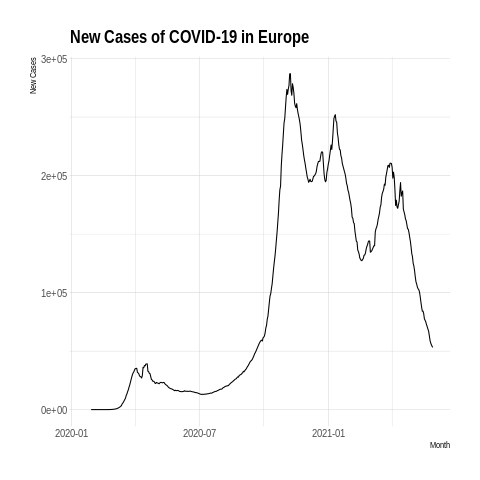 New Cases of COVID-19 in Europe
New Cases
3e+05
2e+05
1e+05
0e+00
2020-01
2020-07
2021-01
Month